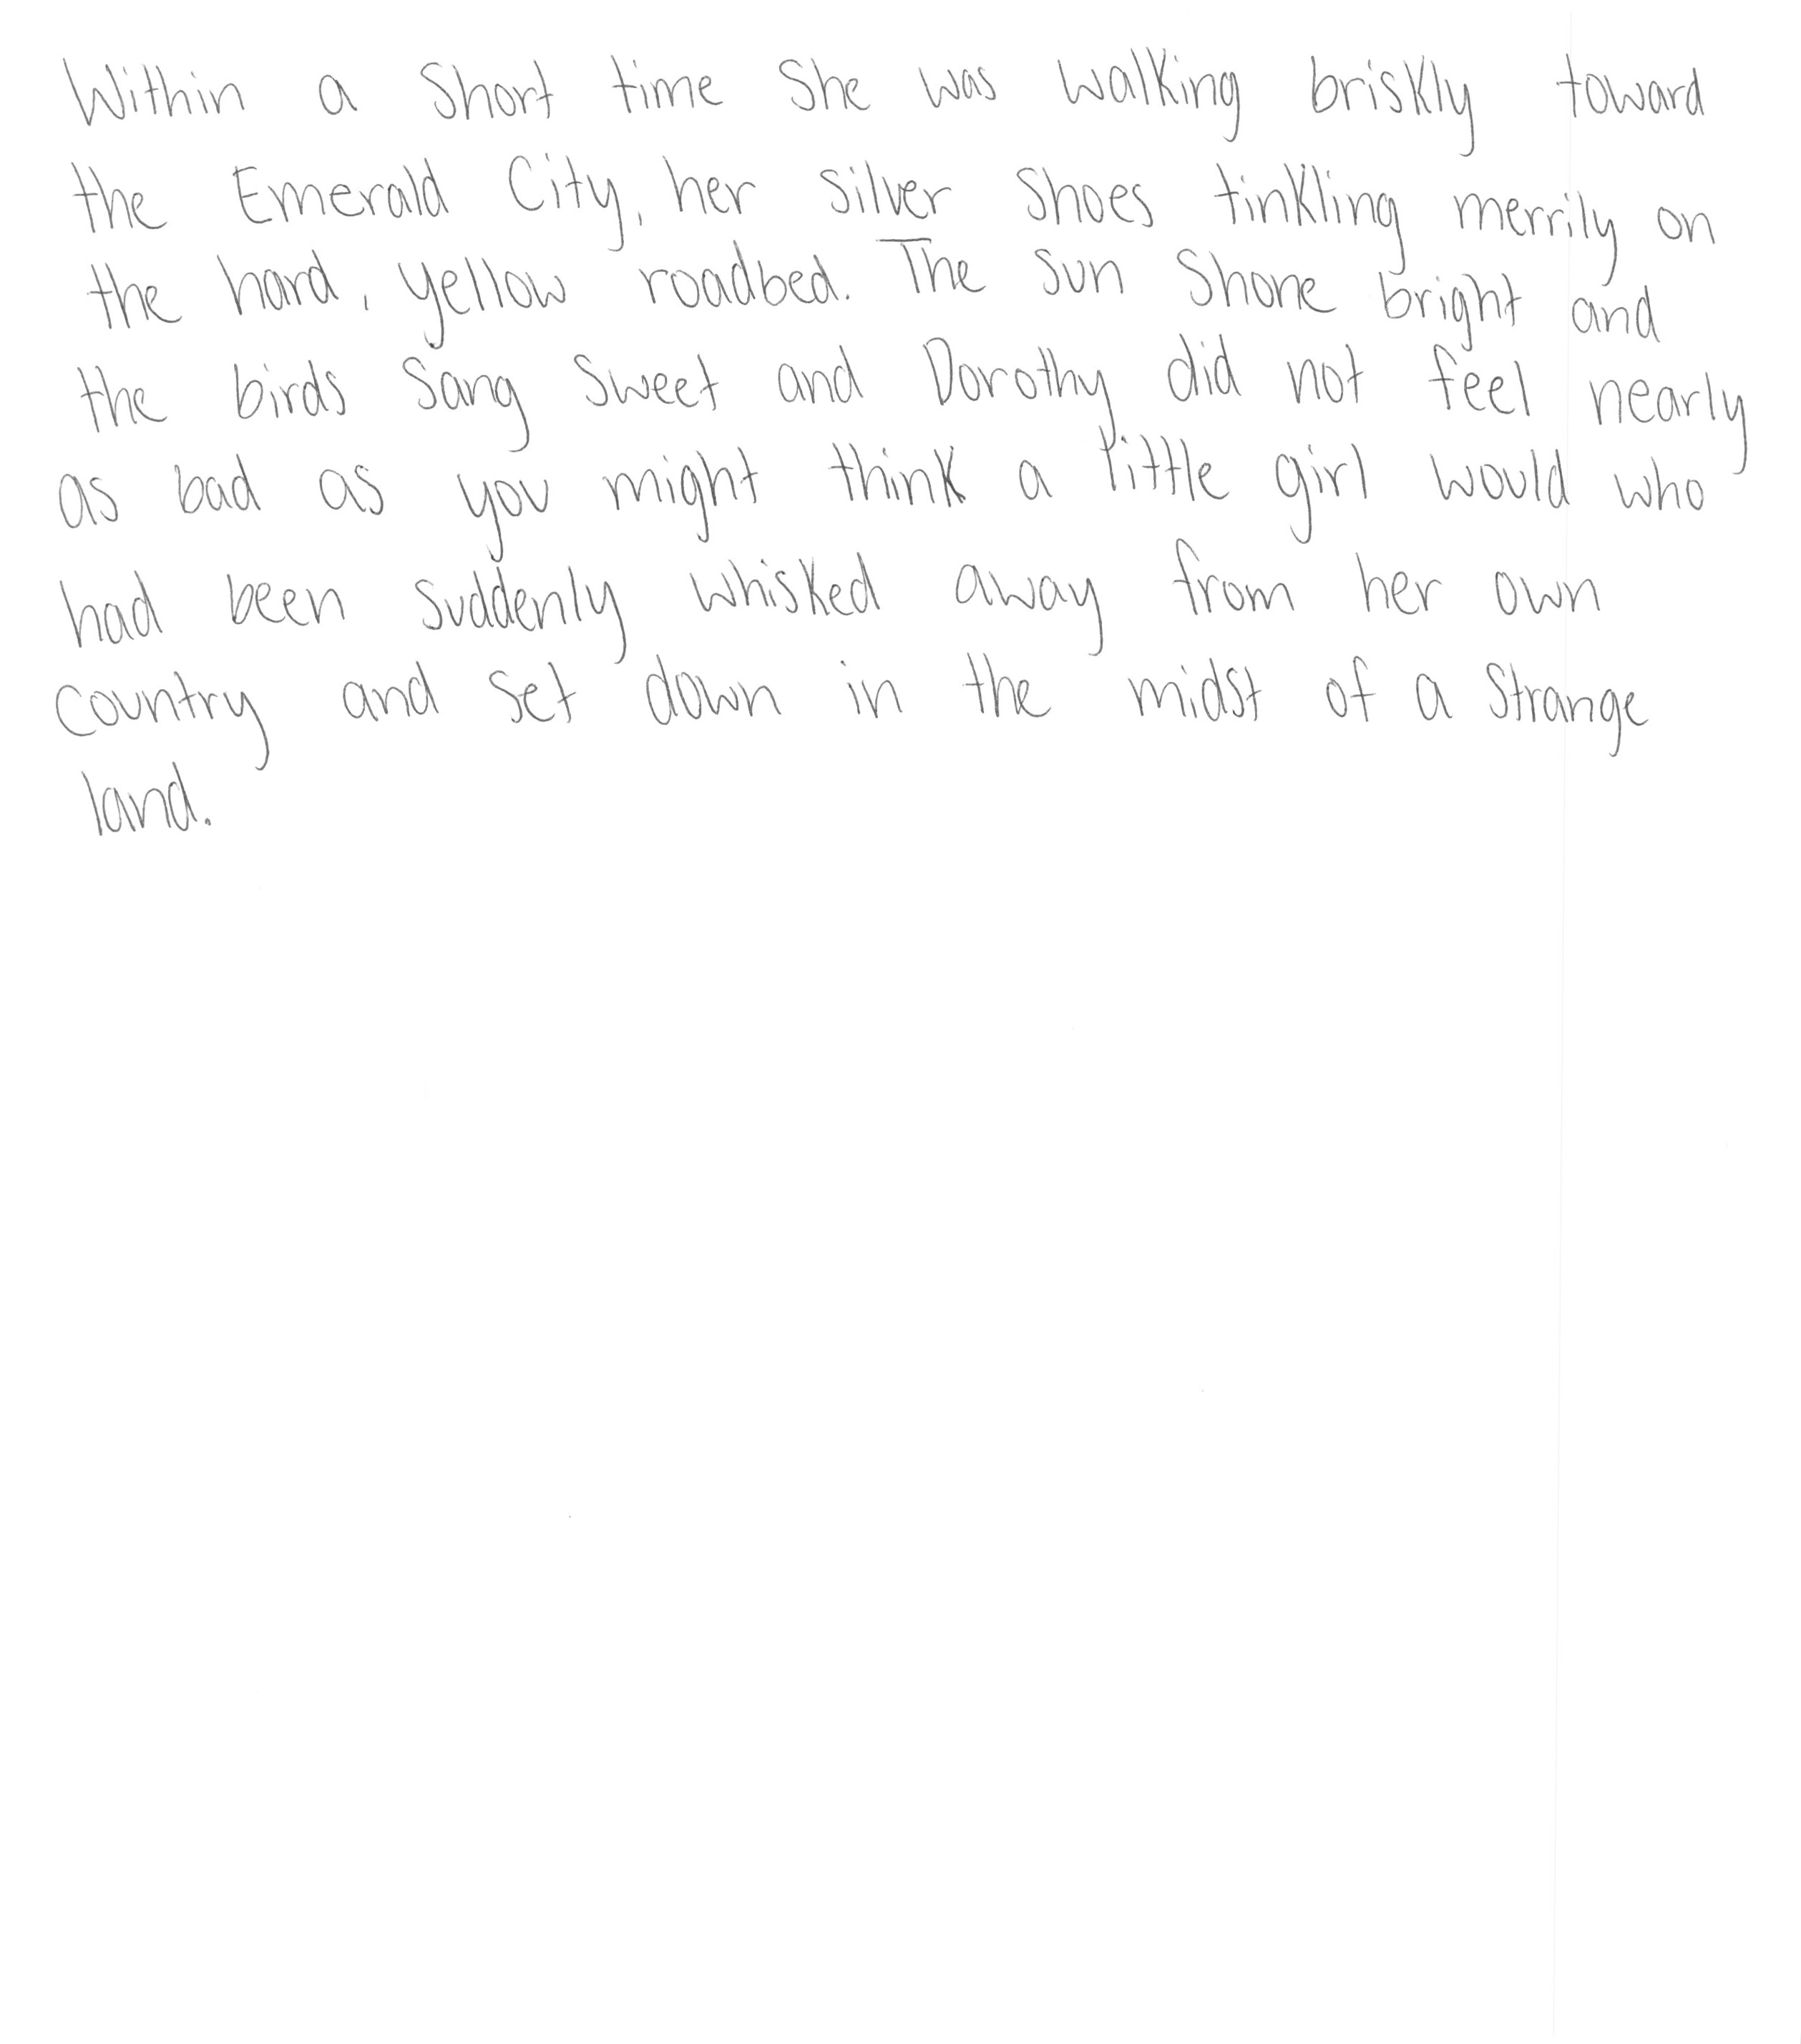 Within a short time she was walking briskly toward
the Emerald City, her silver shoes tinkling merrily on
the hard, yellow roadbed. The sun shone bright and
the birds sang sweet and Dorothy did not feel nearly
as bad as you might think a little girl would who
had been suddenly whisked away from her own
country and set down in the midst of a strange
land.